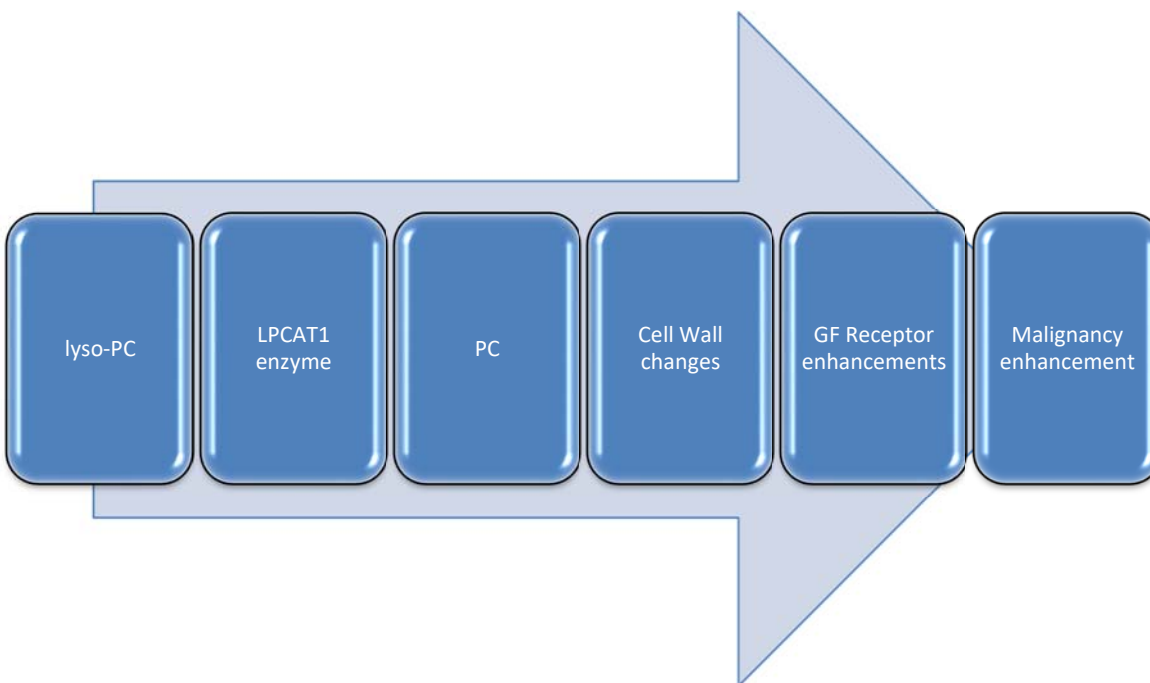 lyso-PC
LPCAT1
enzyme
PC
Cell Wall
changes
GF Receptor
enhancements
Malignancy
enhancement